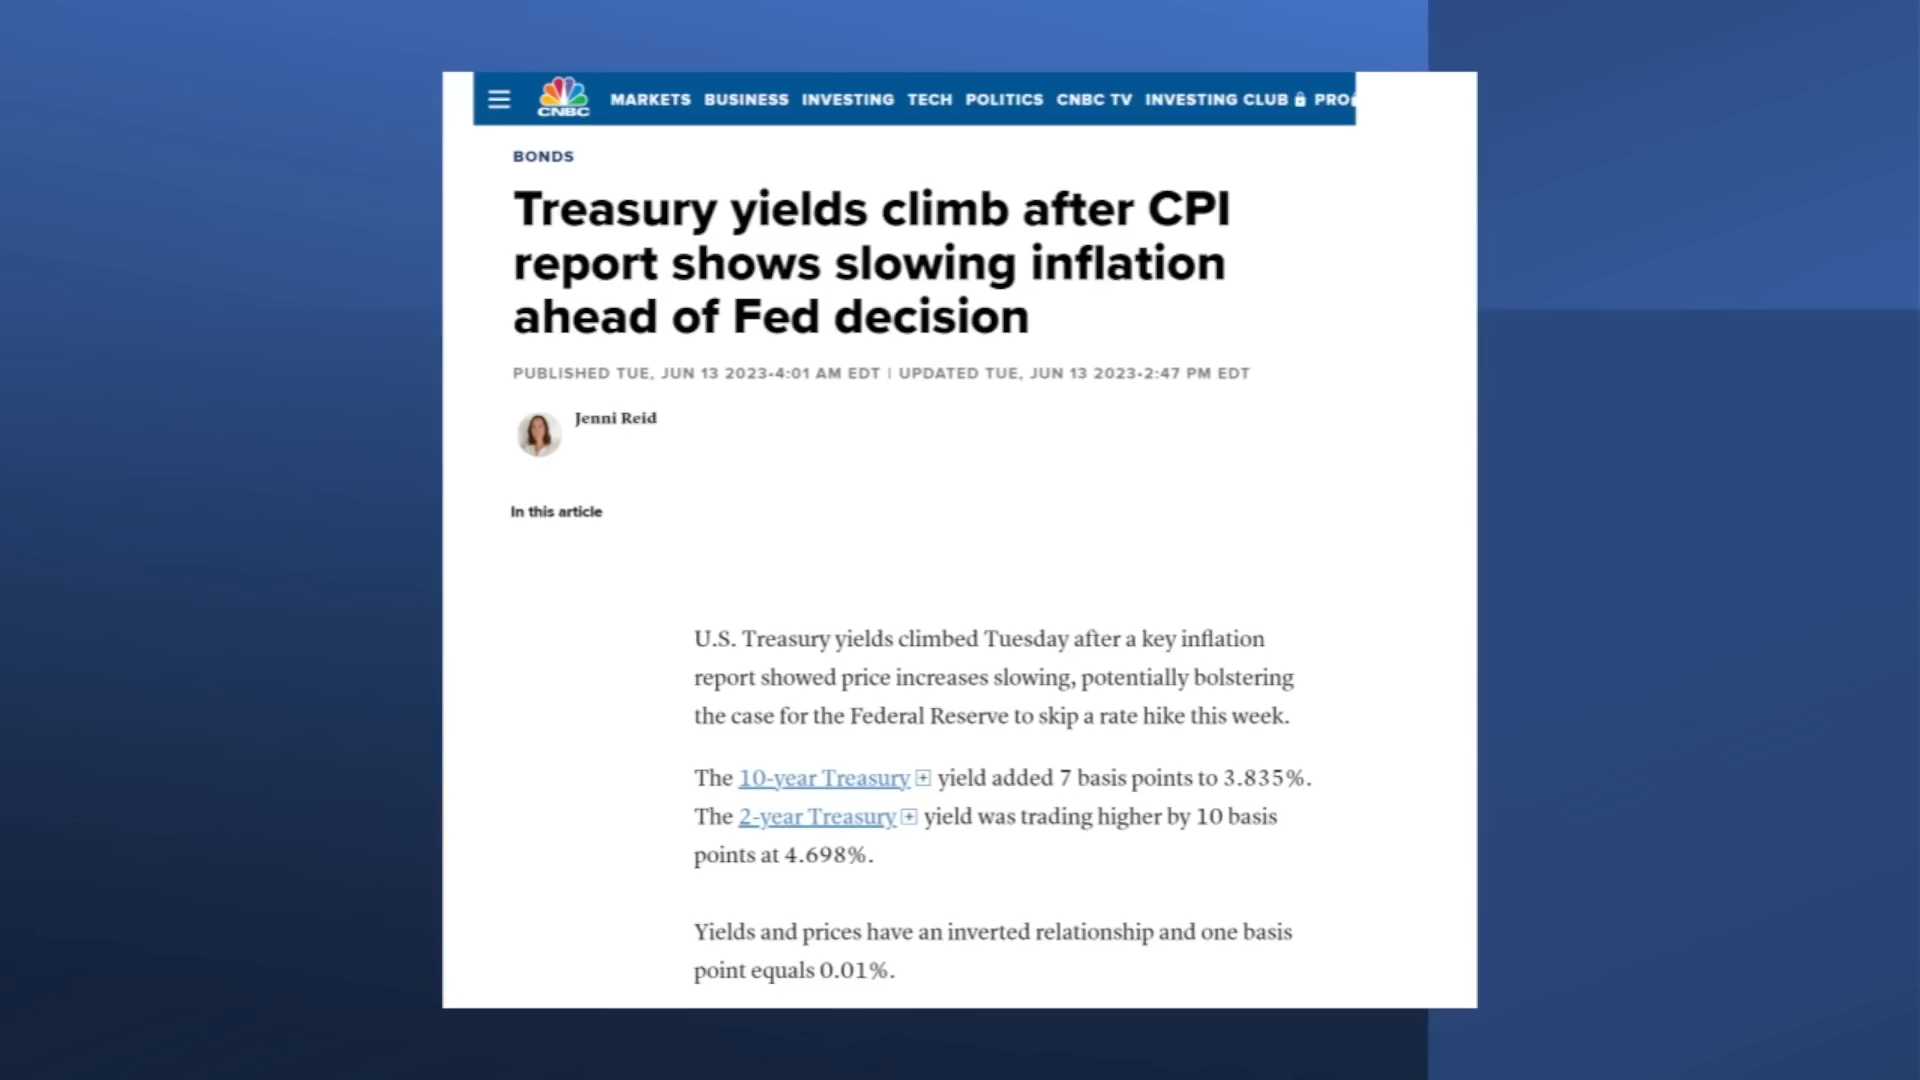 CNBC
MARKETS BUSINESS INVESTING TECH POLITICS CNBC TV INVESTING CLUB PRO
BONDS
Treasury yields climb after CPI
report shows slowing inflation
ahead of Fed decision
PUBLISHED TUE, JUN 13 2023•4:01 AM EDT | UPDATED TUE, JUN 13 2023•2:47 PM EDT
Jenni Reid
In this article
U.S. Treasury yields climbed Tuesday after a key inflation
report showed price increases slowing, potentially bolstering
the case for the Federal Reserve to skip a rate hike this week.
The 10-year Treasury yield added 7 basis points to 3.835%.
The 2-year Treasury yield was trading higher by 10 basis
points at 4.698%.
Yields and prices have an inverted relationship and one basis
point equals 0.01%.